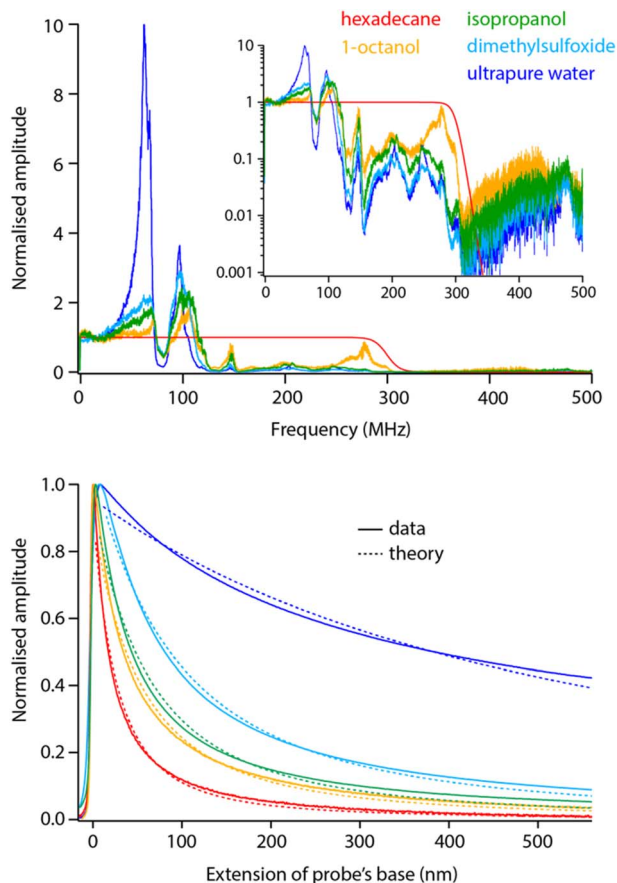 hexadecane
isopropanol
1-octanol
dimethylsulfoxide
ultrapure water
10
8
6
4
2
0
Normalised amplitude
10
1
0.1
0.01
0.001
0 100 200 300 400 500
0 100 200 300 400 500
Frequency (MHz)
1.0
0.8
0.6
0.4
0.2
0.0
Normalised amplitude
data
theory
0 100 200 300 400 500
Extension of probe's base (nm)